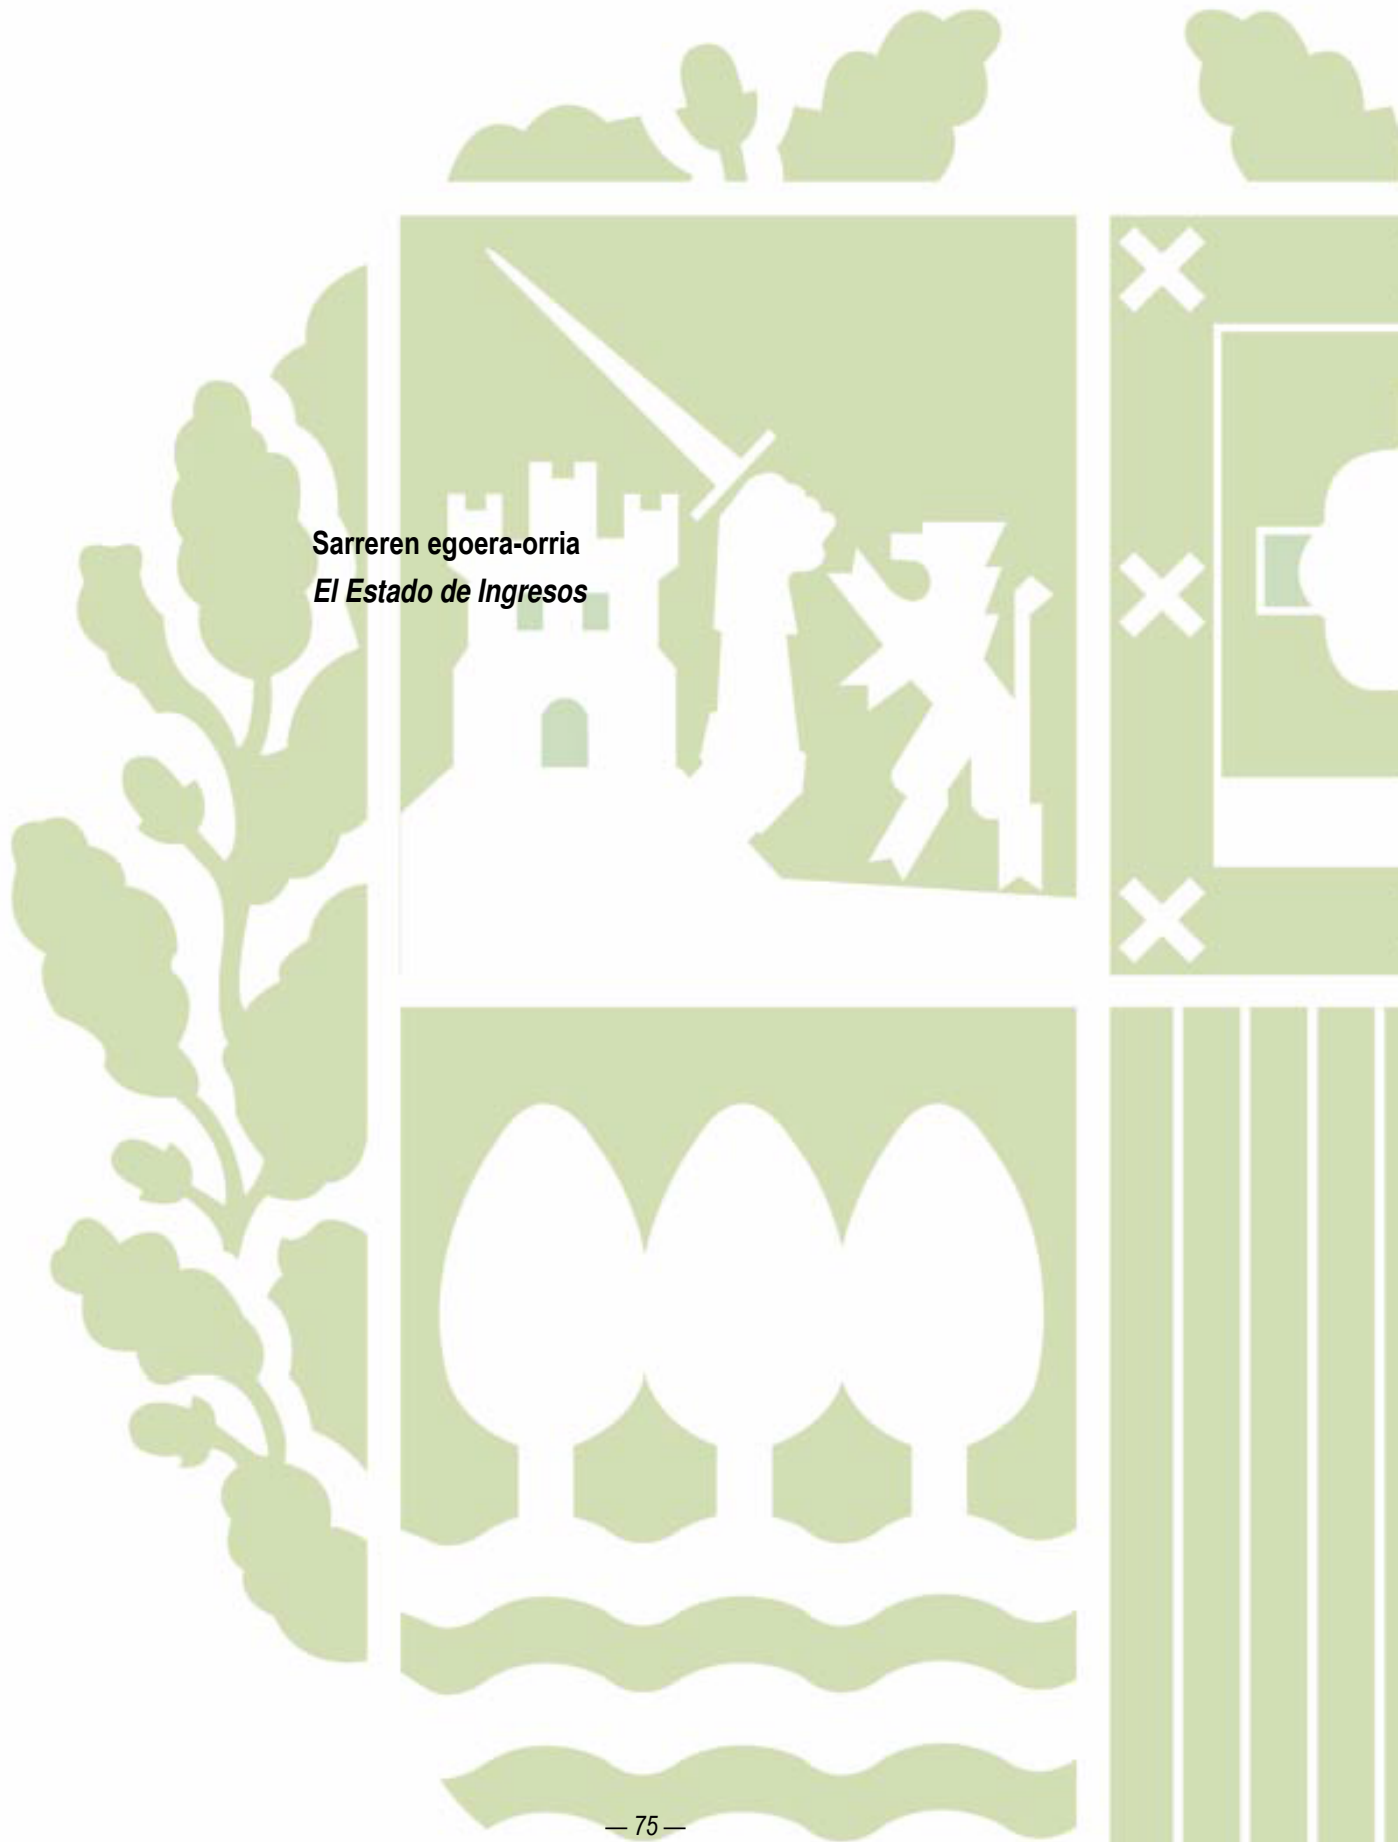 Sarreren egoera-orria
El Estado de Ingresos
— 75 —